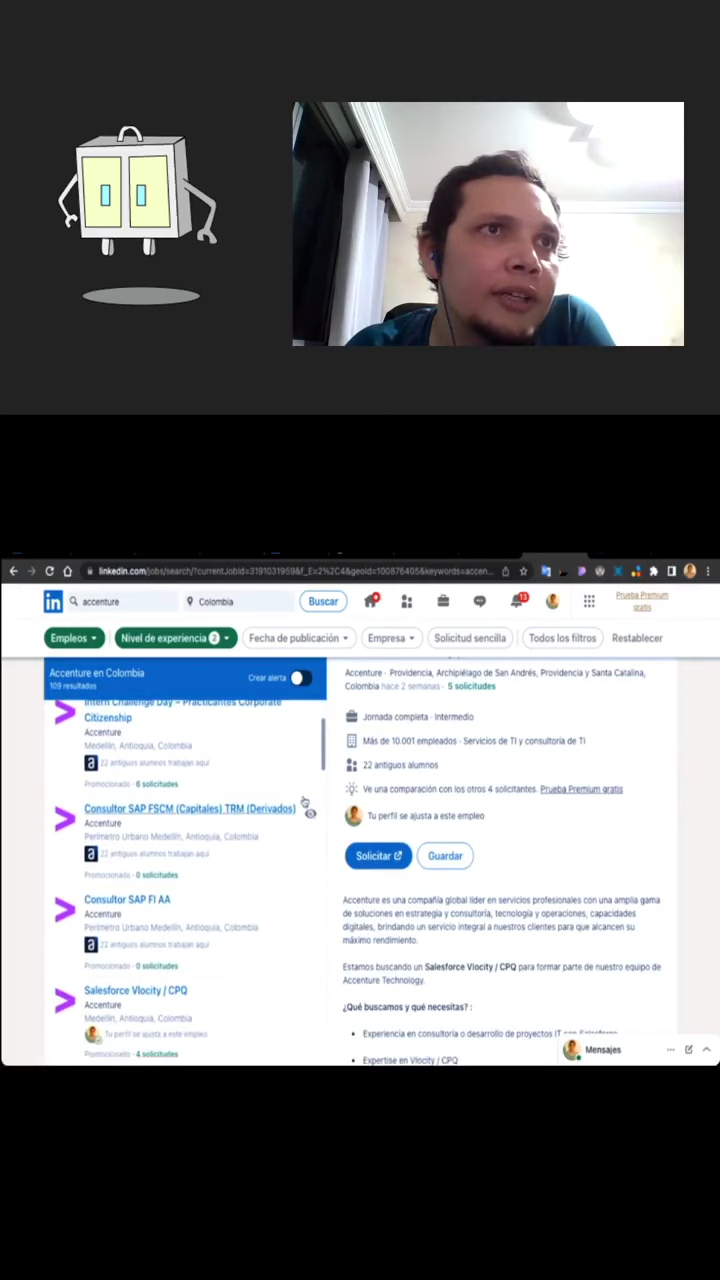 linkedin.com/jobs/search/?currentJobId=3191031959&f_E=2%2C4&geoId=100876405&keywords=accen...
in
accenture
Colombia
Buscar
13
Prueba Premium
gratis
Empleos
Nivel de experiencia 2
Fecha de publicación
Empresa
Solicitud sencilla
Todos los filtros
Restablecer
Accenture en Colombia
109 resultados
Crear alerta
Intern Challenge Day – Practicantes Corporate
Citizenship
Accenture
Medellín, Antioquia, Colombia
22 antiguos alumnos trabajan aquí
Promocionado · 6 solicitudes
Consultor SAP FSCM (Capitales) TRM (Derivados)
Accenture
Perímetro Urbano Medellín, Antioquia, Colombia
22 antiguos alumnos trabajan aquí
Promocionado · 0 solicitudes
Consultor SAP FI AA
Accenture
Perímetro Urbano Medellín, Antioquia, Colombia
22 antiguos alumnos trabajan aquí
Promocionado · 0 solicitudes
Salesforce Vlocity / CPQ
Accenture
Medellín, Antioquia, Colombia
Tu perfil se ajusta a este empleo
Promocionado · 4 solicitudes
Accenture · Providencia, Archipiélago de San Andrés, Providencia y Santa Catalina,
Colombia hace 2 semanas · 5 solicitudes
Jornada completa · Intermedio
Más de 10.001 empleados · Servicios de TI y consultoría de TI
22 antiguos alumnos
Ve una comparación con los otros 4 solicitantes. Prueba Premium gratis
Tu perfil se ajusta a este empleo
Solicitar
Guardar
Accenture es una compañía global líder en servicios profesionales con una amplia gama
de soluciones en estrategia y consultoría, tecnología y operaciones, capacidades
digitales, brindando un servicio integral a nuestros clientes para que alcancen su
máximo rendimiento.
Estamos buscando un Salesforce Vlocity / CPQ para formar parte de nuestro equipo de
Accenture Technology.
¿Qué buscamos y qué necesitas? :
• Experiencia en consultoría o desarrollo de proyectos IT con Salesforce
• Expertise en Vlocity / CPQ
Mensajes